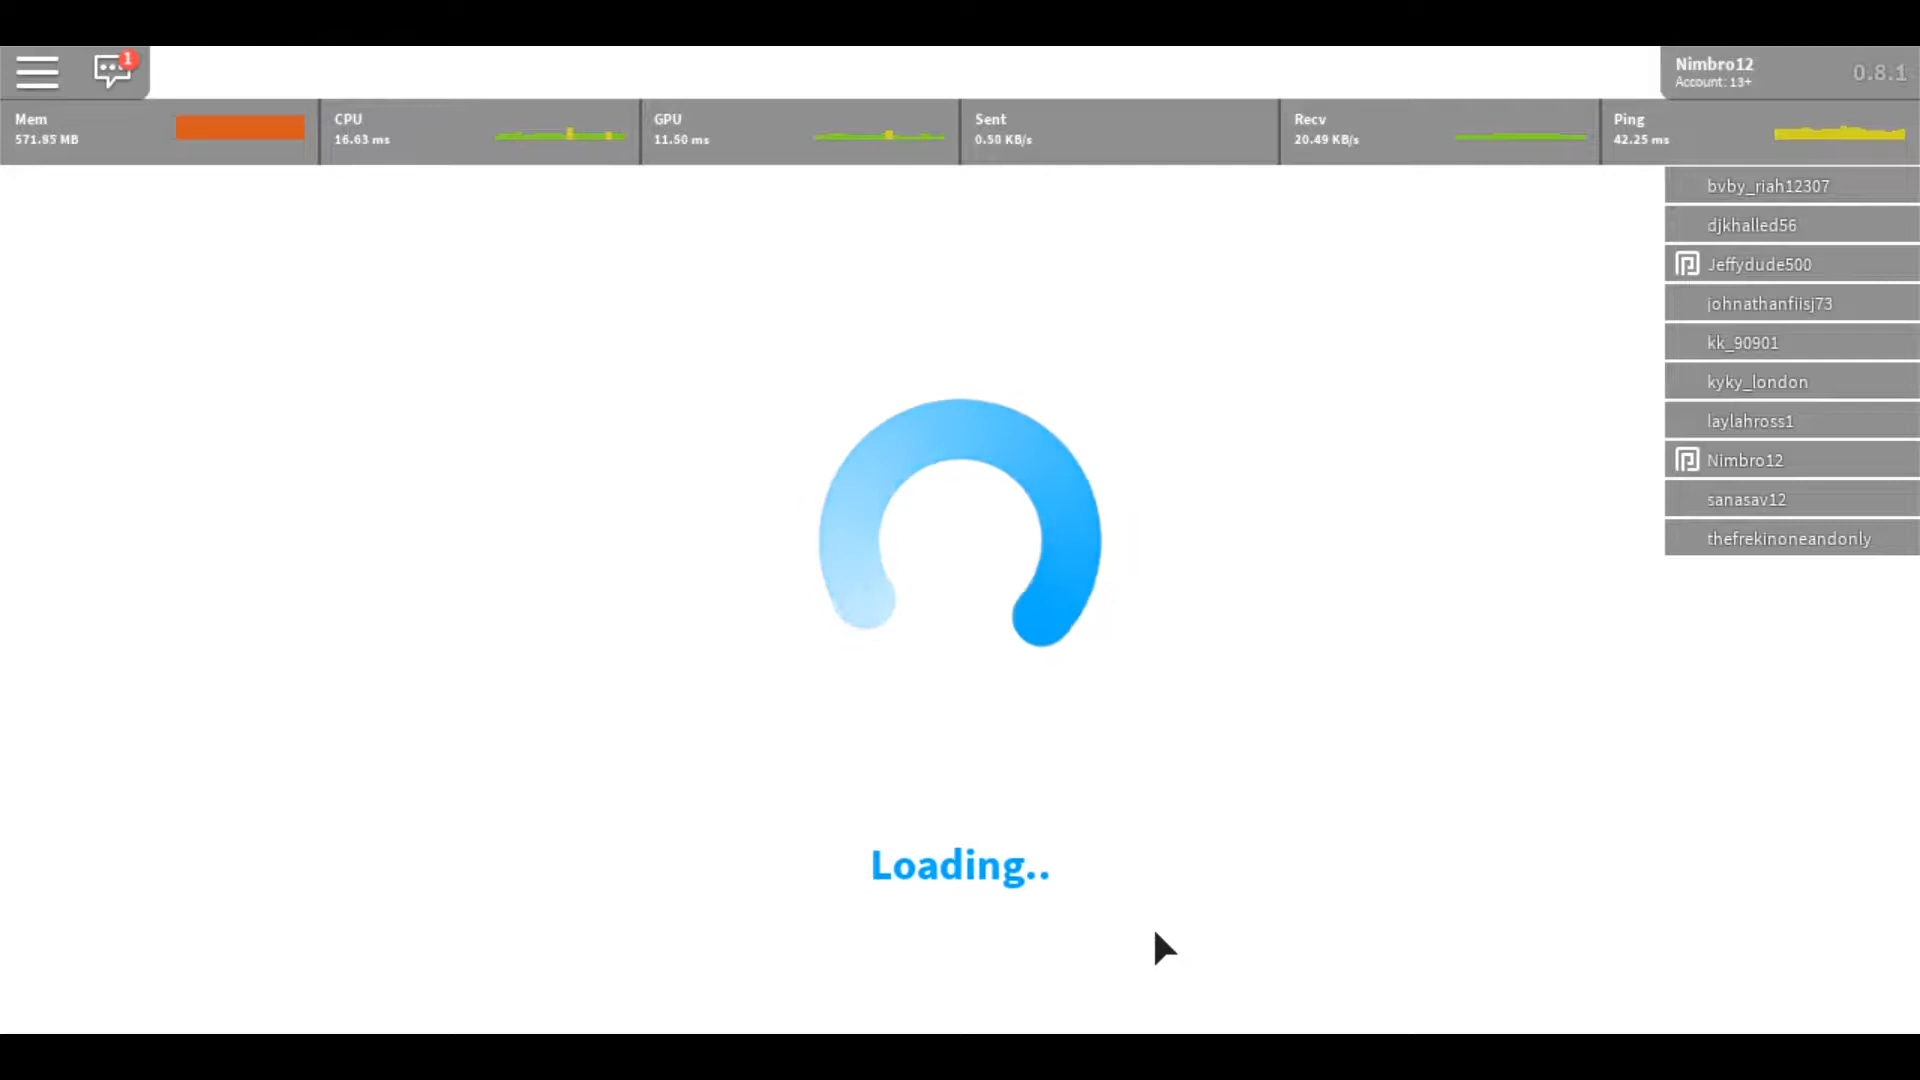 1
Nimbro12
Account: 13+
0.8.1
Mem
571.95 MB
CPU
16.63 ms
GPU
11.50 ms
Sent
0.50 KB/s
Recv
20.49 KB/s
Ping
42.25 ms
bvby_riah12307
djkhalled56
Jeffydude500
johnathanfiisj73
kk_90901
kyky_london
laylahross1
Nimbro12
sanasav12
thefrekinoneandonly
Loading..